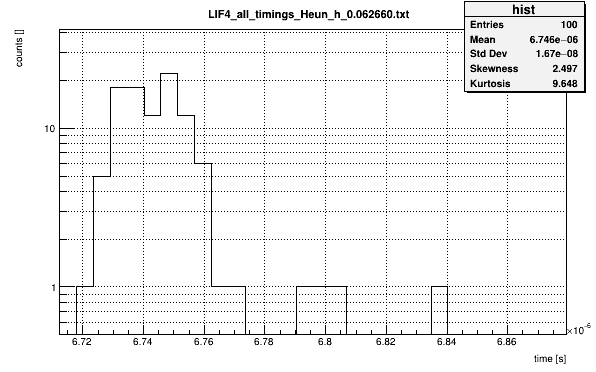 LIF4_all_timings_Heun_h_0.062660.txt
hist
Entries 100
Mean 6.746e−06
Std Dev 1.67e−08
Skewness 2.497
Kurtosis 9.648
counts []
10
1
6.72 6.74 6.76 6.78 6.8 6.82 6.84 6.86
×10⁻⁶
time [s]